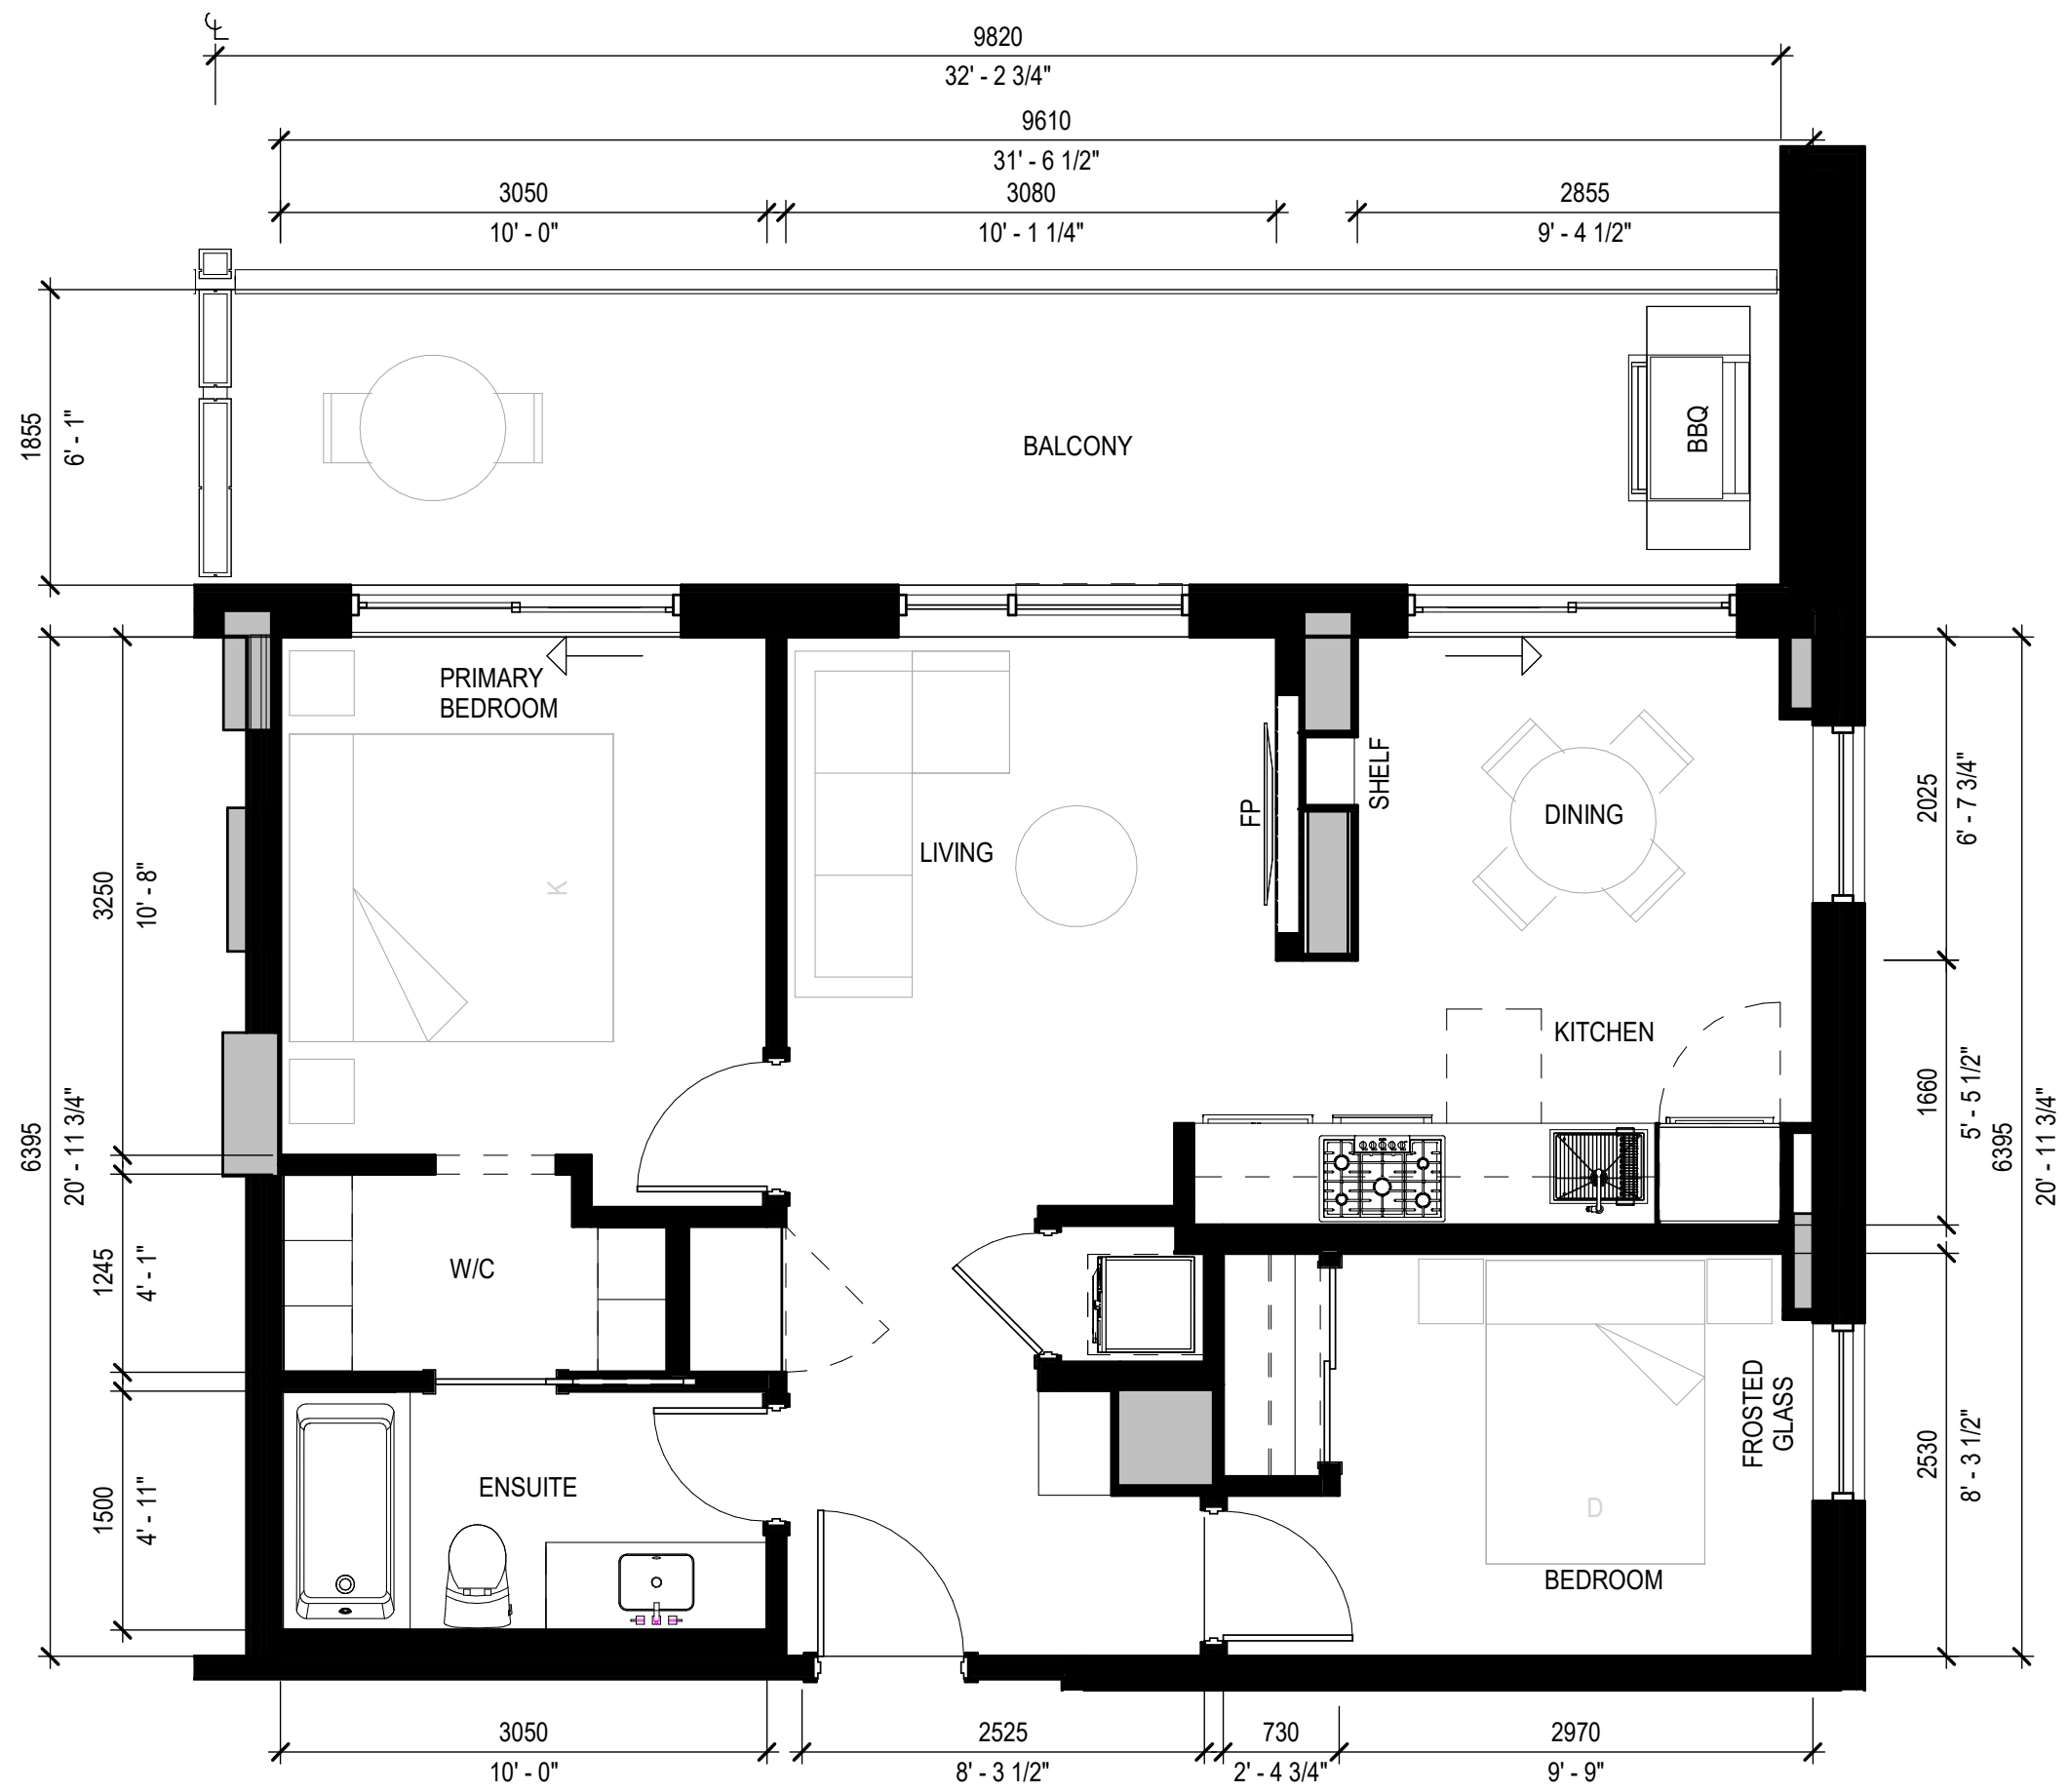 ℄
9820
32' - 2 3/4"
9610
31' - 6 1/2"
3050
10' - 0"
3080
10' - 1 1/4"
2855
9' - 4 1/2"
1855
6' - 1"
BALCONY
BBQ
PRIMARY
BEDROOM
K
LIVING
FP
SHELF
DINING
KITCHEN
6395
20' - 11 3/4"
3250
10' - 8"
1245
4' - 1"
1500
4' - 11"
2025
6' - 7 3/4"
1660
5' - 5 1/2"
2530
8' - 3 1/2"
6395
20' - 11 3/4"
W/C
ENSUITE
FROSTED
GLASS
D
BEDROOM
3050
10' - 0"
2525
8' - 3 1/2"
730
2' - 4 3/4"
2970
9' - 9"